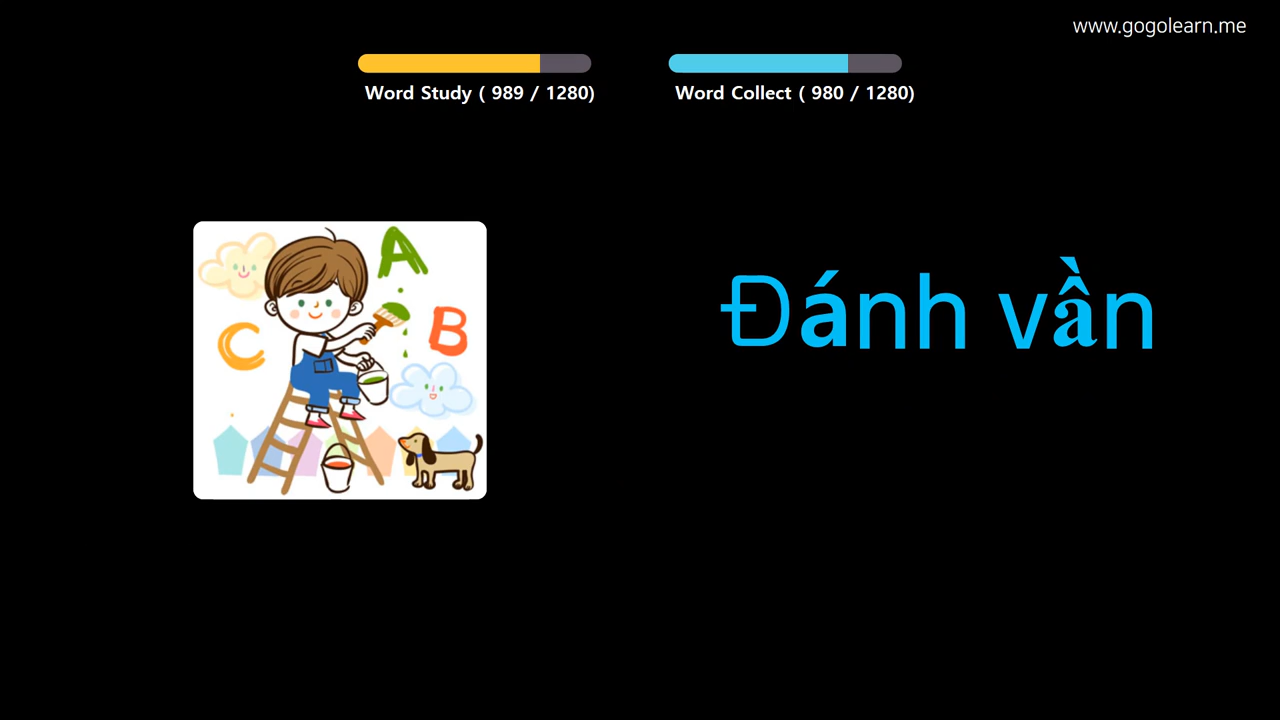 www.gogolearn.me
Word Study ( 989 / 1280)
Word Collect ( 980 / 1280)
A
B
C
Đánh vần